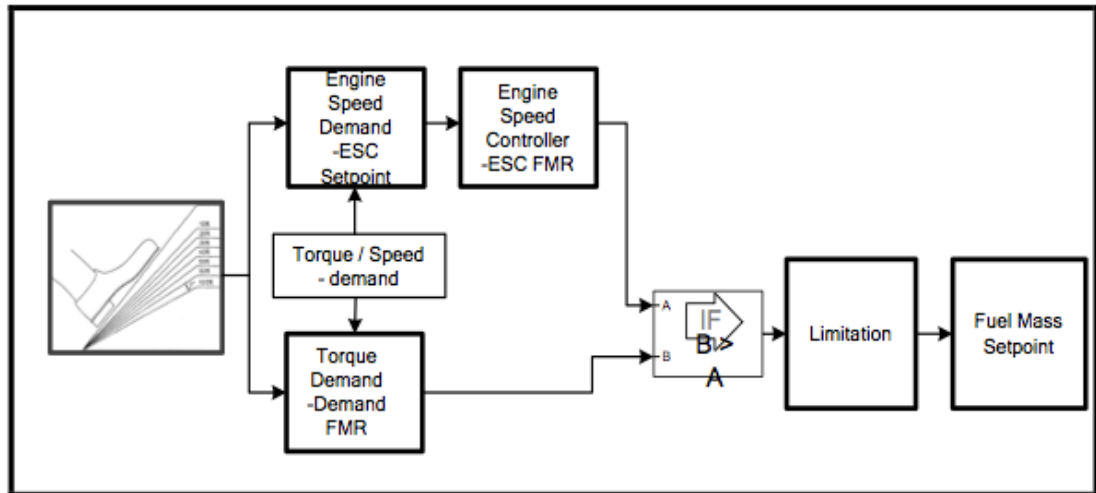 Engine
Speed
Demand
-ESC
Setpoint
Engine
Speed
Controller
-ESC FMR
Torque / Speed
- demand
Torque
Demand
-Demand
FMR
A
B
IF
B >
A
Limitation
Fuel Mass
Setpoint